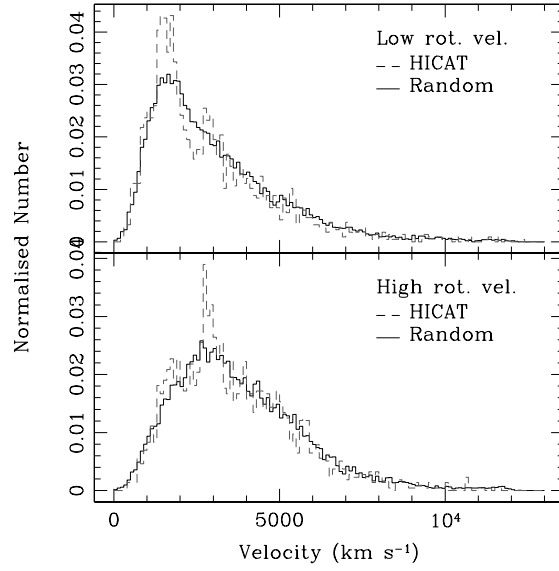 Low rot. vel.
HICAT
Random
0.04
0.03
0.02
0.01
0
High rot. vel.
HICAT
Random
0.03
0.02
0.01
0
0 5000 10⁴
Velocity (km s⁻¹)
Normalised Number